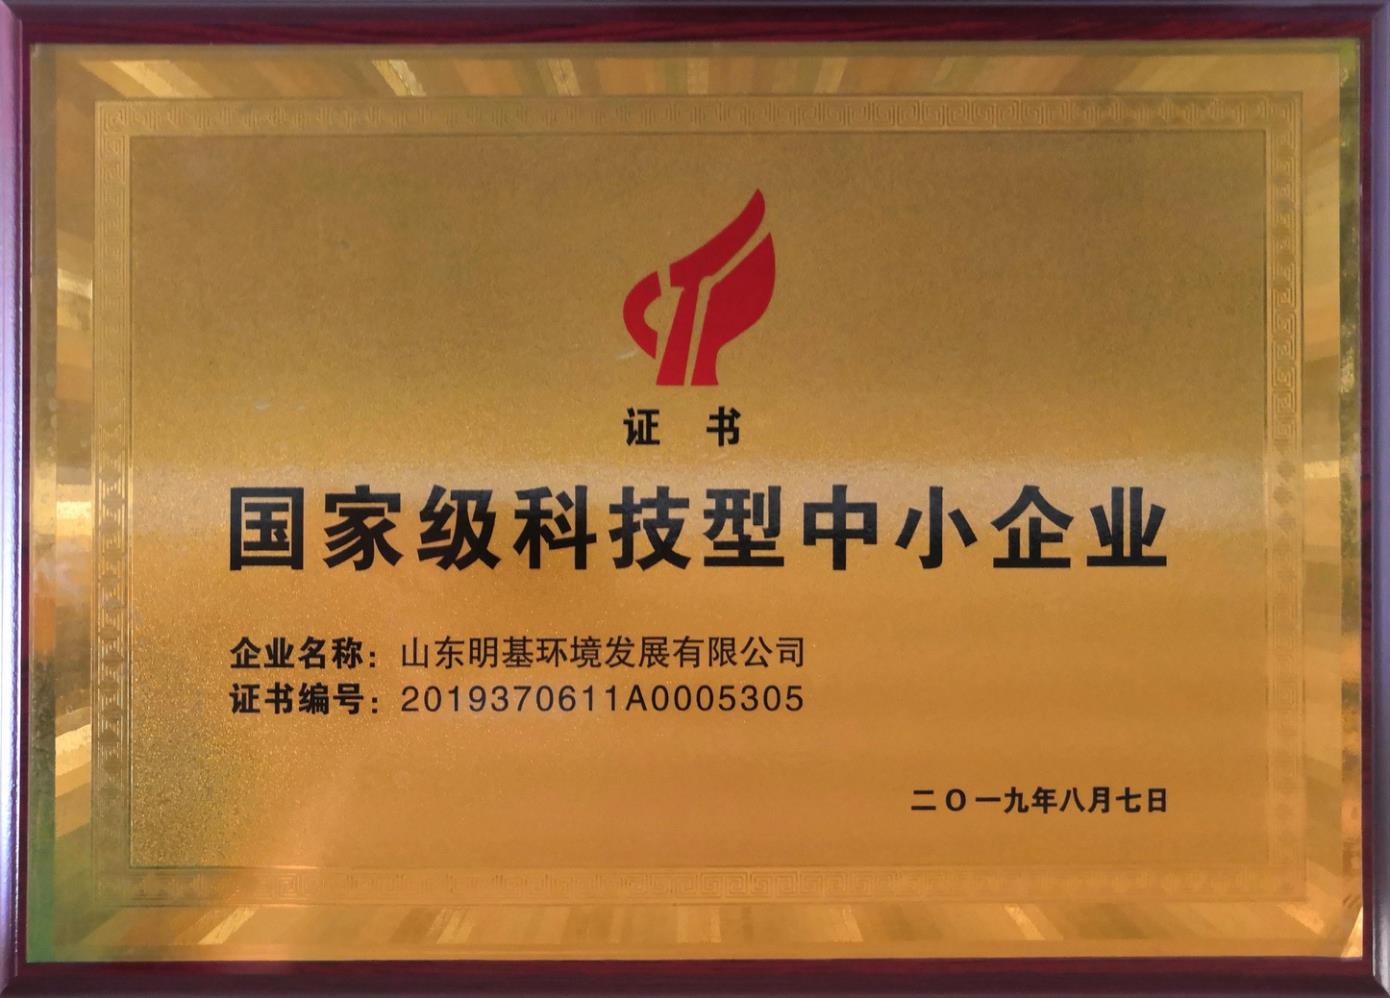 证 书
国家级科技型中小企业
企业名称：山东明基环境发展有限公司
证书编号：2019370611A0005305
二O一九年八月七日